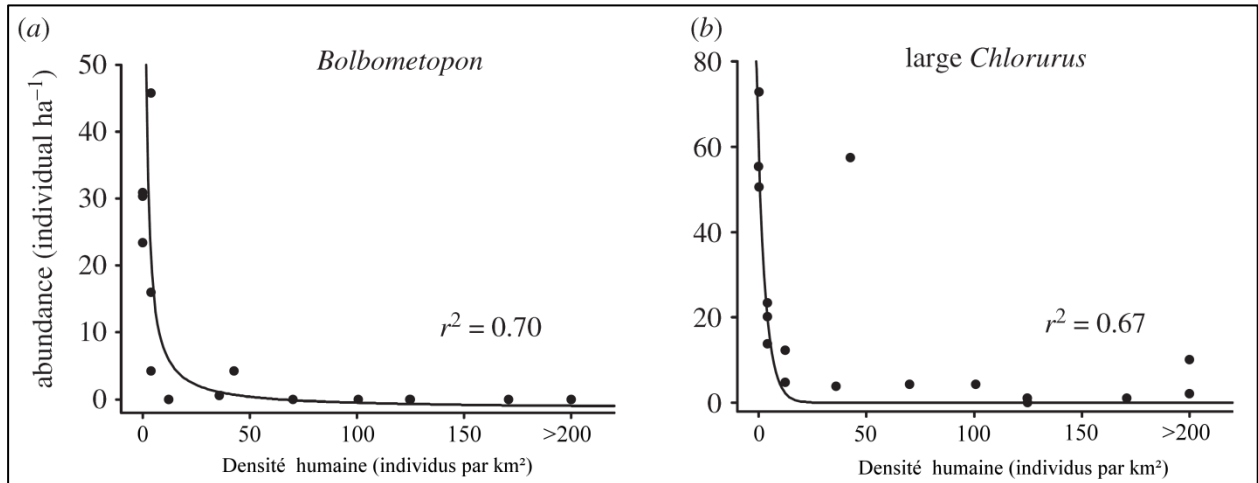 (a)
Bolbometopon
abundance (individual ha⁻¹)
50
40
30
20
10
0
r² = 0.70
0 50 100 150 >200
Densité humaine (individus par km²)
(b)
large Chlorurus
80
60
40
20
0
r² = 0.67
0 50 100 150 >200
Densité humaine (individus par km²)